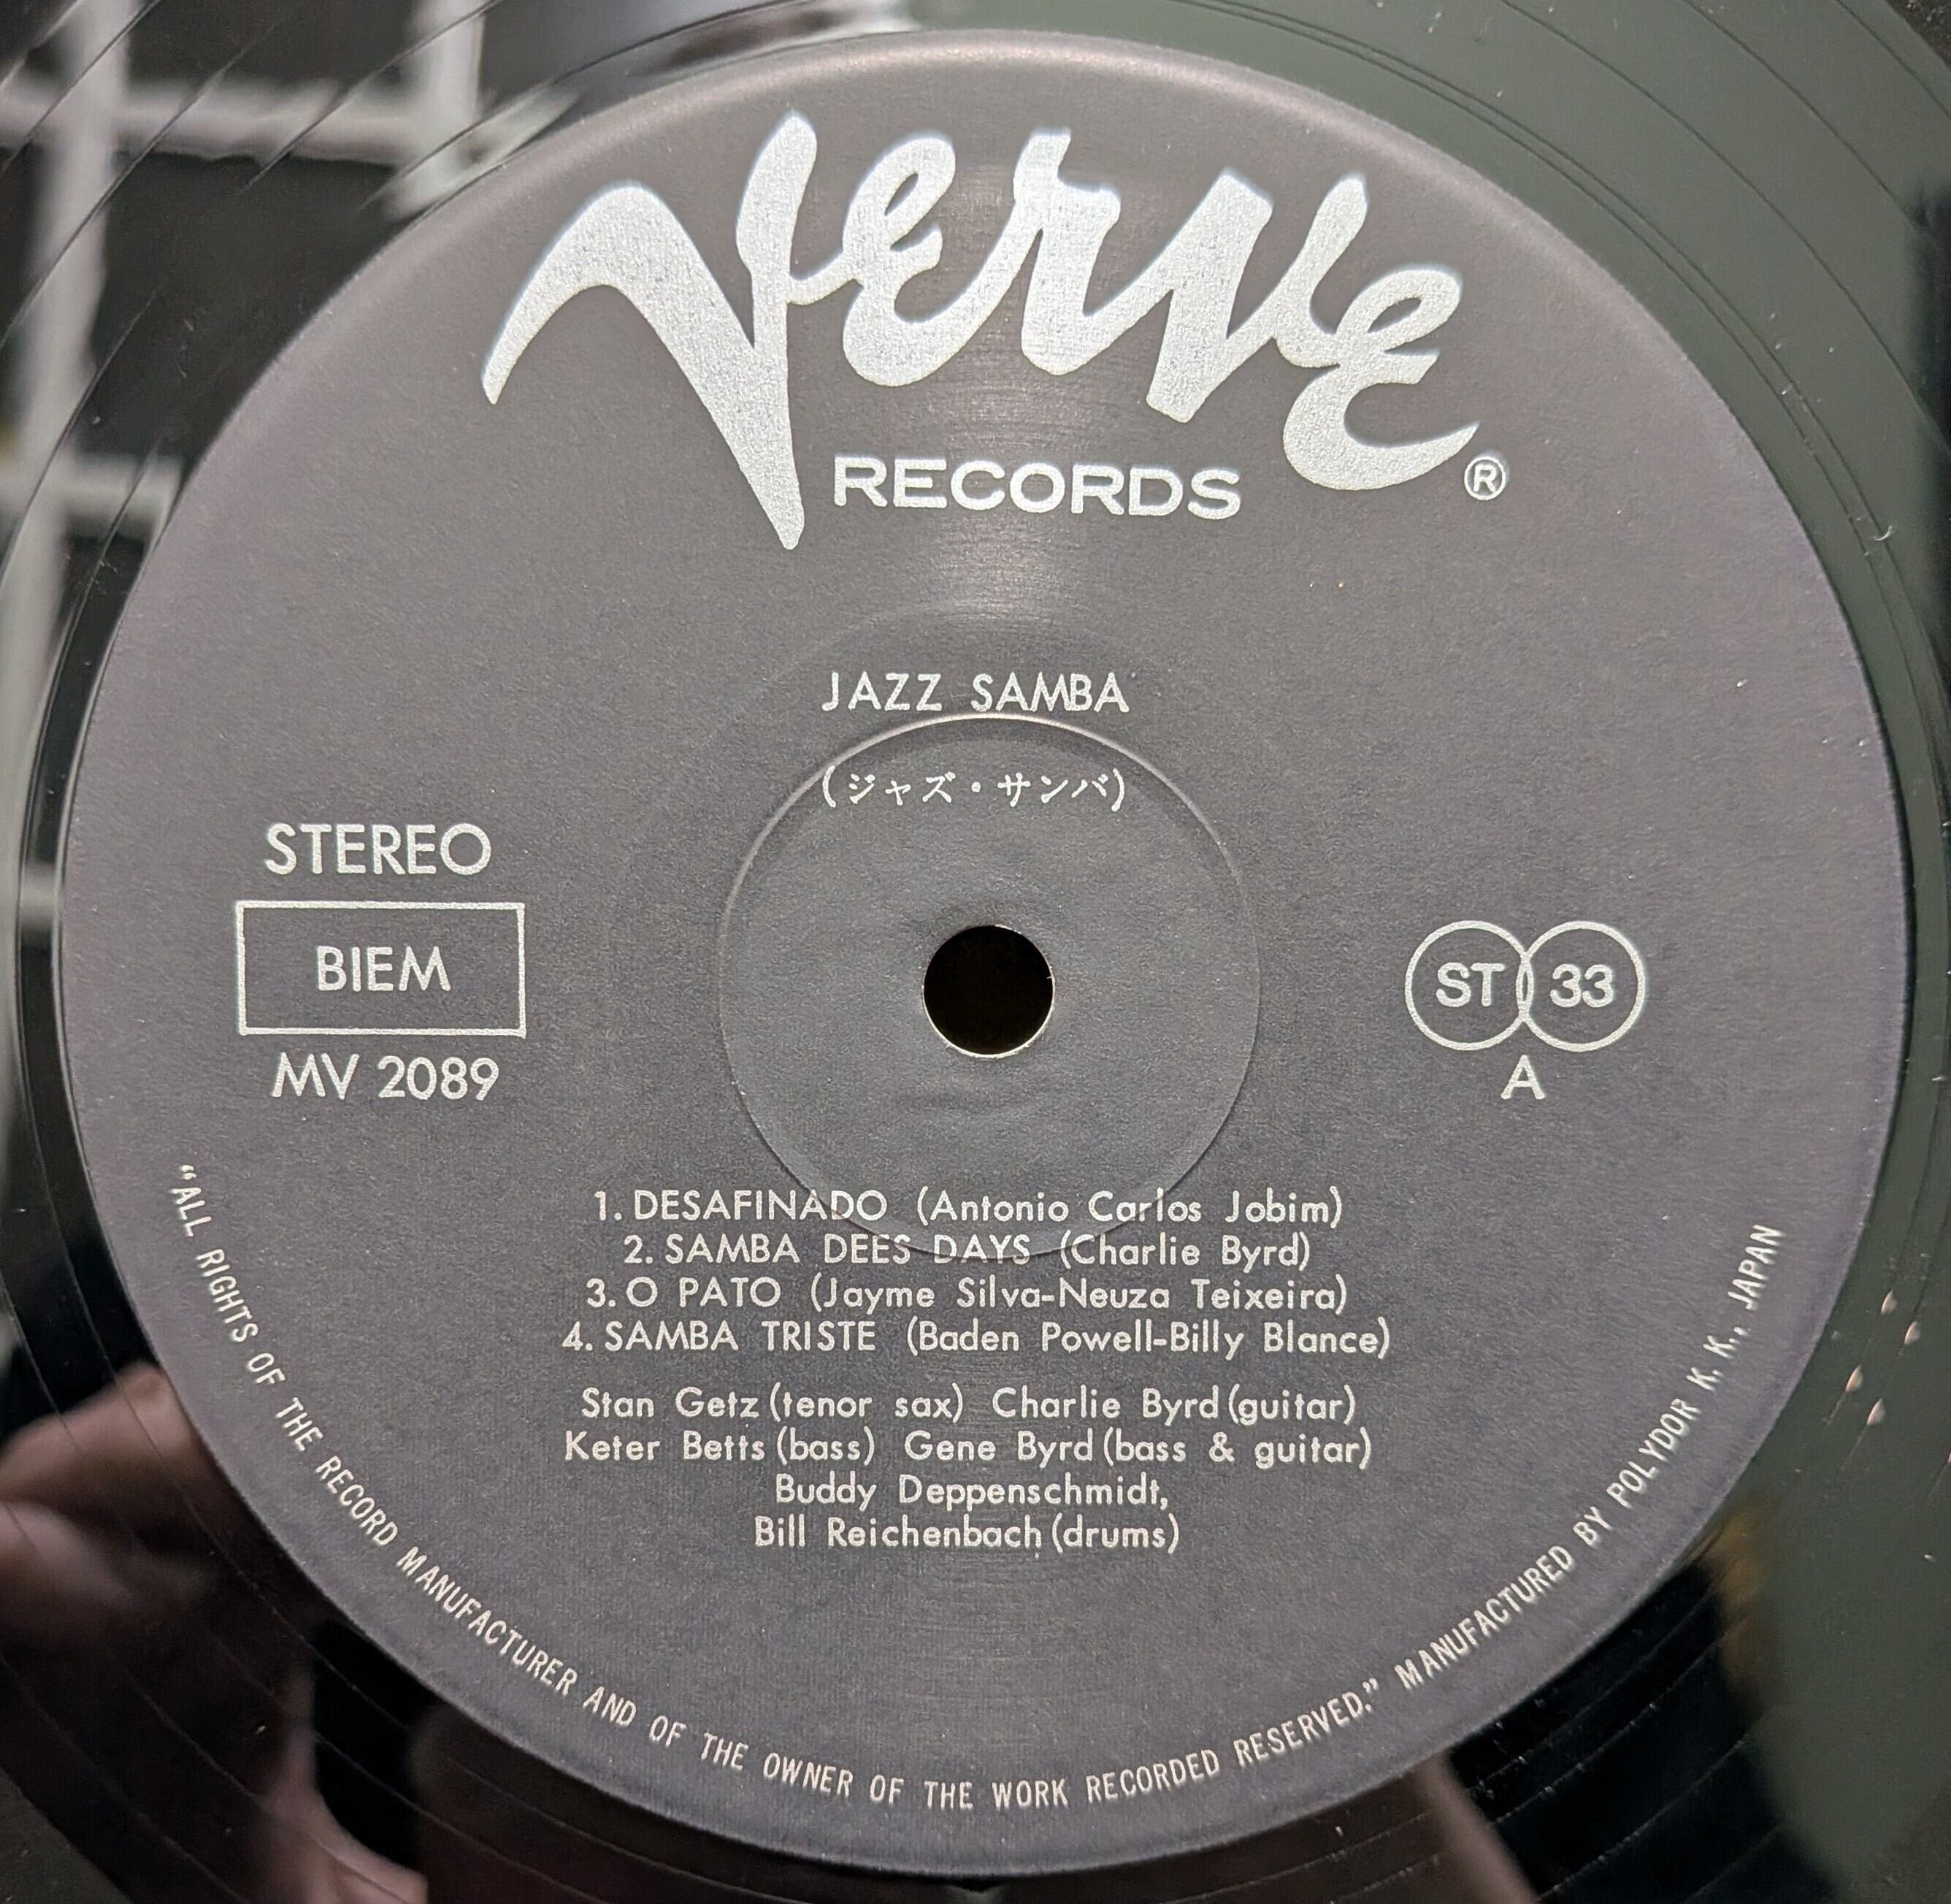 Verve
RECORDS ®
JAZZ SAMBA
(ジャズ・サンバ)
STEREO
BIEM
MV 2089
ST 33
A
1. DESAFINADO (Antonio Carlos Jobim)
2. SAMBA DEES DAYS (Charlie Byrd)
3. O PATO (Jayme Silva-Neuza Teixeira)
4. SAMBA TRISTE (Baden Powell-Billy Blance)
Stan Getz (tenor sax) Charlie Byrd (guitar)
Keter Betts (bass) Gene Byrd (bass & guitar)
Buddy Deppenschmidt,
Bill Reichenbach (drums)
“ALL RIGHTS OF THE RECORD MANUFACTURER AND OF THE OWNER OF THE WORK RECORDED RESERVED.” MANUFACTURED BY POLYDOR K. K., JAPAN